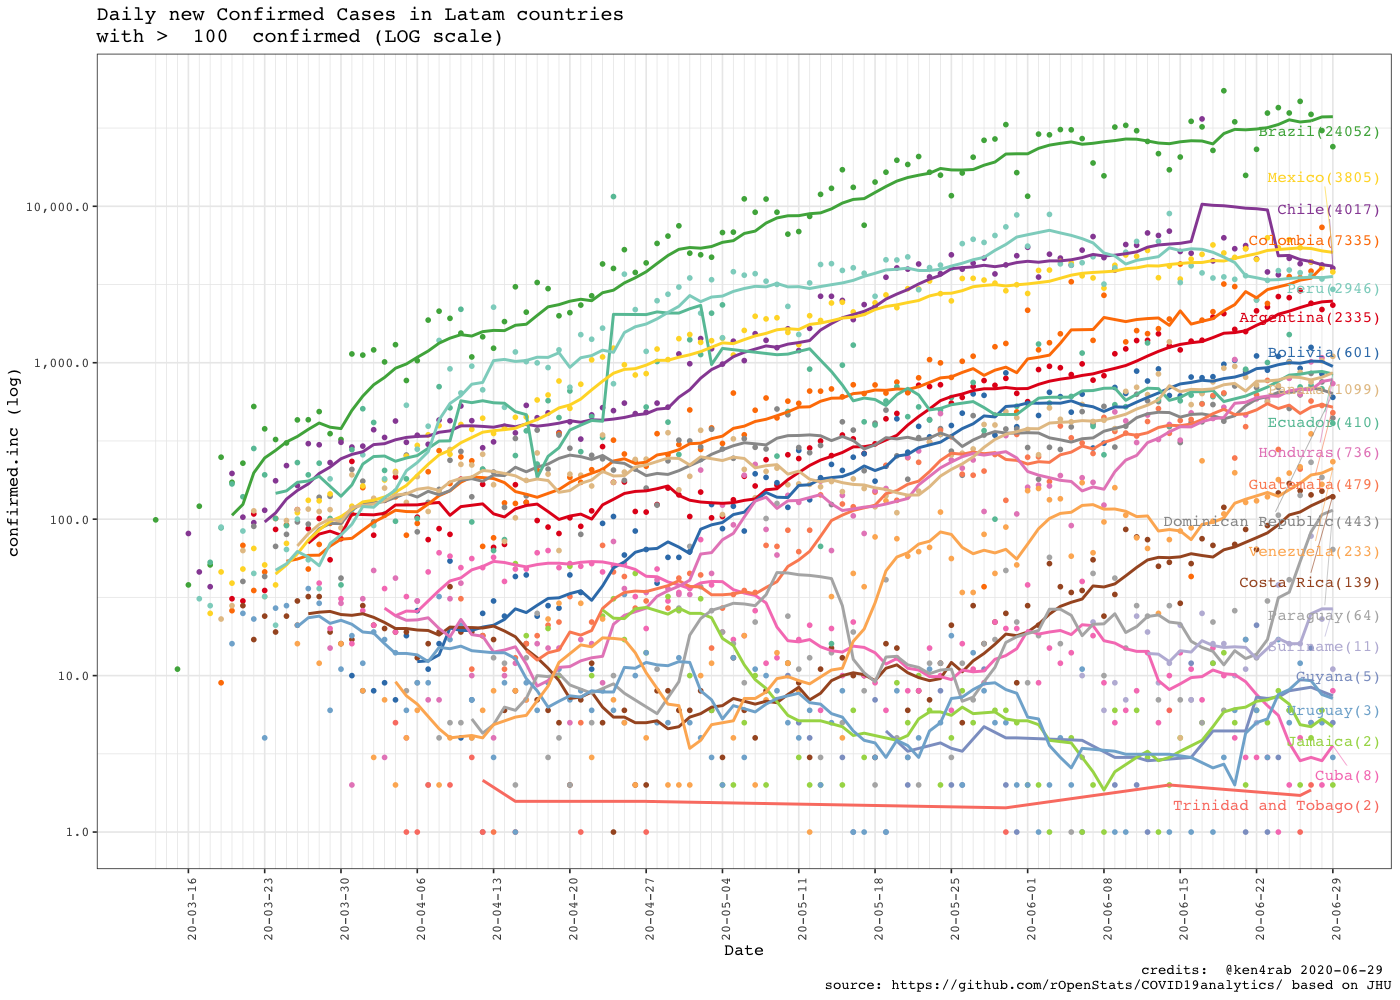 Daily new Confirmed Cases in Latam countries
with >  100  confirmed (LOG scale)
confirmed.inc (log)
10,000.0
1,000.0
100.0
10.0
1.0
Brazil(24052)
Mexico(3805)
Chile(4017)
Colombia(7335)
Peru(2946)
Argentina(2335)
Bolivia(601)
Panama(1099)
Ecuador(410)
Honduras(736)
Guatemala(479)
Dominican Republic(443)
Venezuela(233)
Costa Rica(139)
Paraguay(64)
Suriname(11)
Guyana(5)
Uruguay(3)
Jamaica(2)
Cuba(8)
Trinidad and Tobago(2)
20-03-16
20-03-23
20-03-30
20-04-06
20-04-13
20-04-20
20-04-27
20-05-04
20-05-11
20-05-18
20-05-25
20-06-01
20-06-08
20-06-15
20-06-22
20-06-29
Date
credits:  @ken4rab 2020-06-29
source: https://github.com/rOpenStats/COVID19analytics/ based on JHU